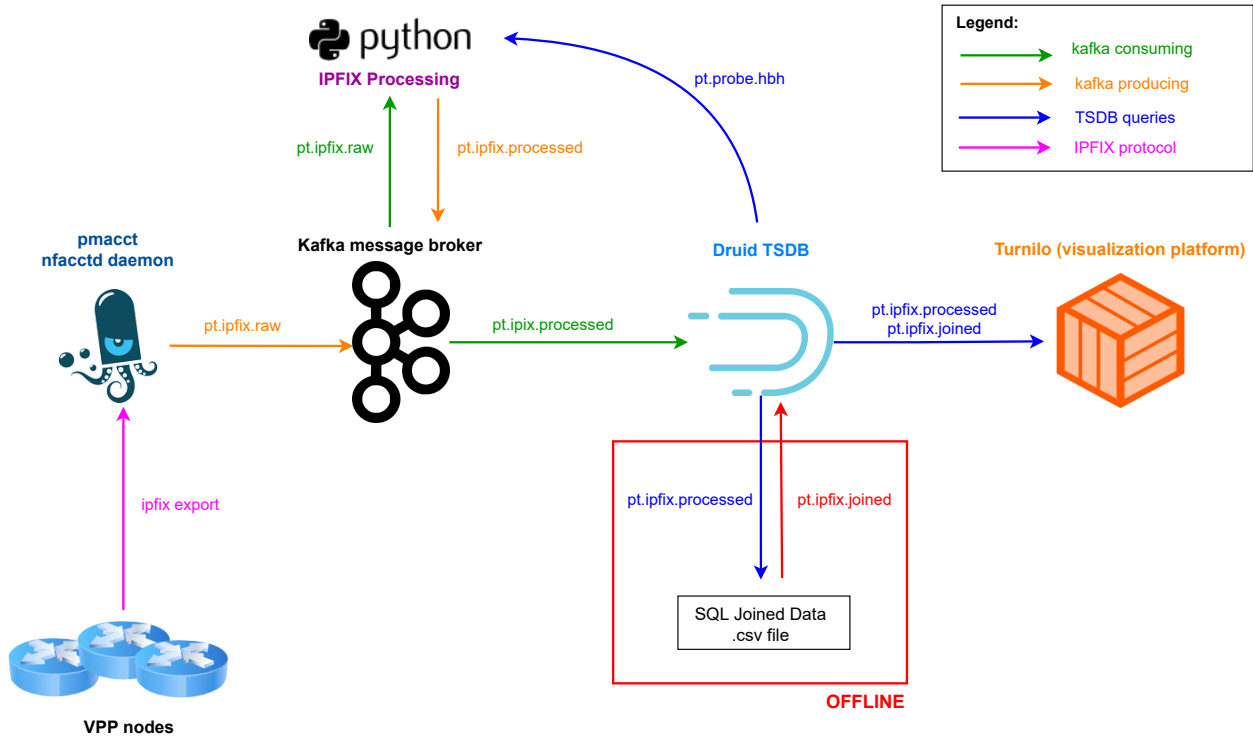 python
IPFIX Processing
pt.probe.hbh
Legend:
kafka consuming
kafka producing
TSDB queries
IPFIX protocol
pt.ipfix.raw
pt.ipfix.processed
pmacct
nfacctd daemon
Kafka message broker
Druid TSDB
Turnilo (visualization platform)
pt.ipfix.raw
pt.ipix.processed
pt.ipfix.processed
pt.ipfix.joined
ipfix export
pt.ipfix.processed
pt.ipfix.joined
SQL Joined Data
.csv file
OFFLINE
VPP nodes